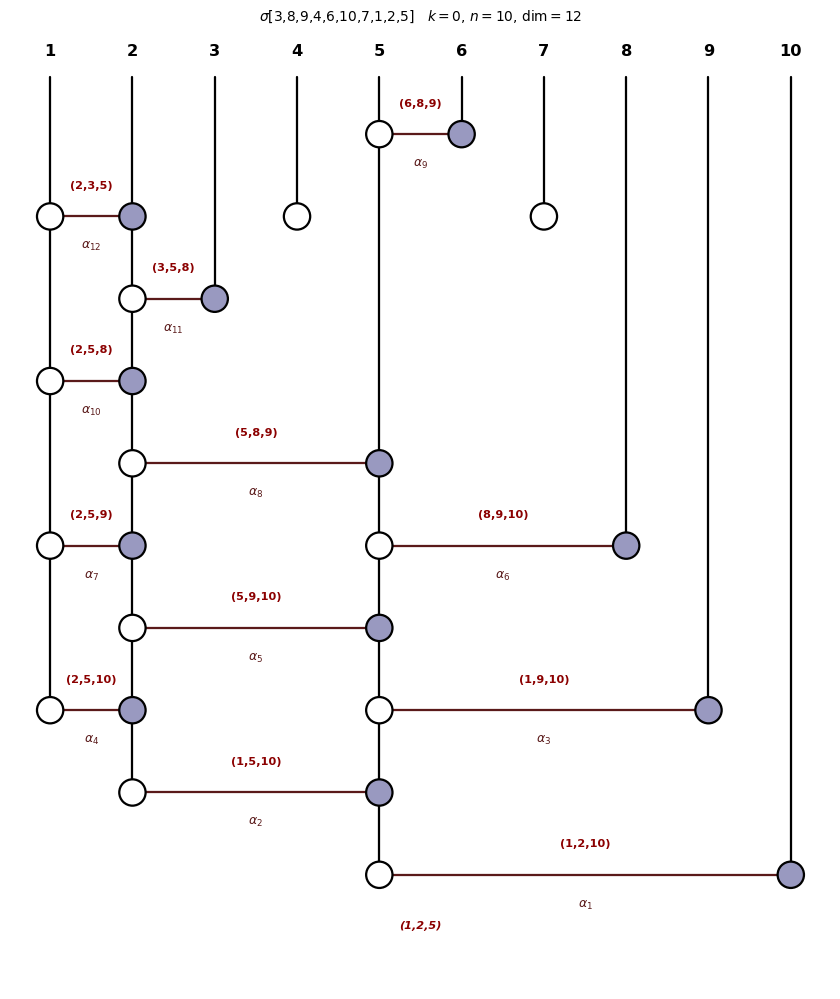 σ[3,8,9,4,6,10,7,1,2,5] k=0, n=10, dim=12
1 2 3 4 5 6 7 8 9 10
(6,8,9)
α₉
(2,3,5)
α₁₂
(3,5,8)
α₁₁
(2,5,8)
α₁₀
(5,8,9)
α₈
(2,5,9) (8,9,10)
α₇ α₆
(5,9,10)
α₅
(2,5,10) (1,9,10)
α₄ α₃
(1,5,10)
α₂
(1,2,10)
α₁
(1,2,5)